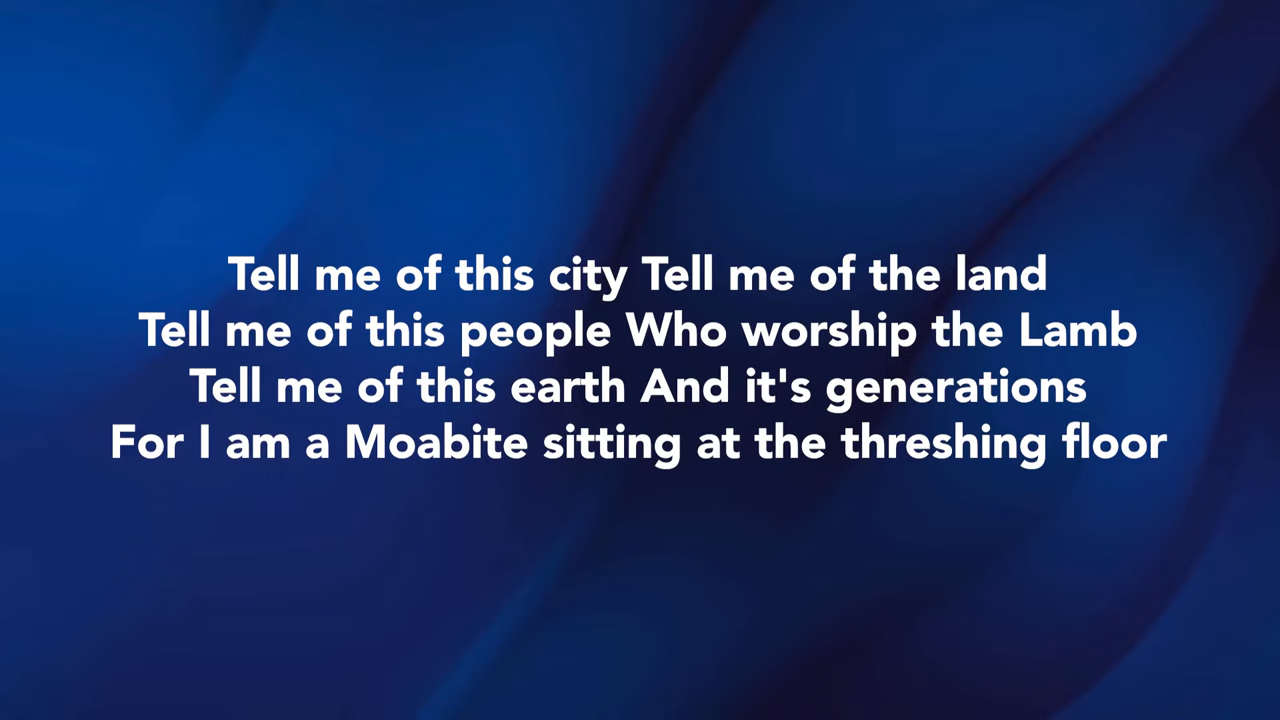 Tell me of this city Tell me of the land
Tell me of this people Who worship the Lamb
Tell me of this earth And it's generations
For I am a Moabite sitting at the threshing floor